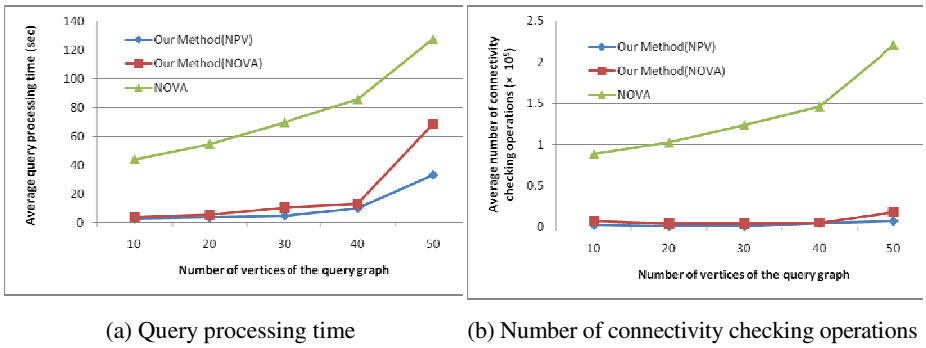 Average query processing time (sec)
140
120
100
80
60
40
20
0
Our Method(NPV)
Our Method(NOVA)
NOVA
10 20 30 40 50
Number of vertices of the query graph
(a) Query processing time
Average number of connectivity
checking operations (× 10⁶)
2.5
2
1.5
1
0.5
0
Our Method(NPV)
Our Method(NOVA)
NOVA
10 20 30 40 50
Number of vertices of the query graph
(b) Number of connectivity checking operations